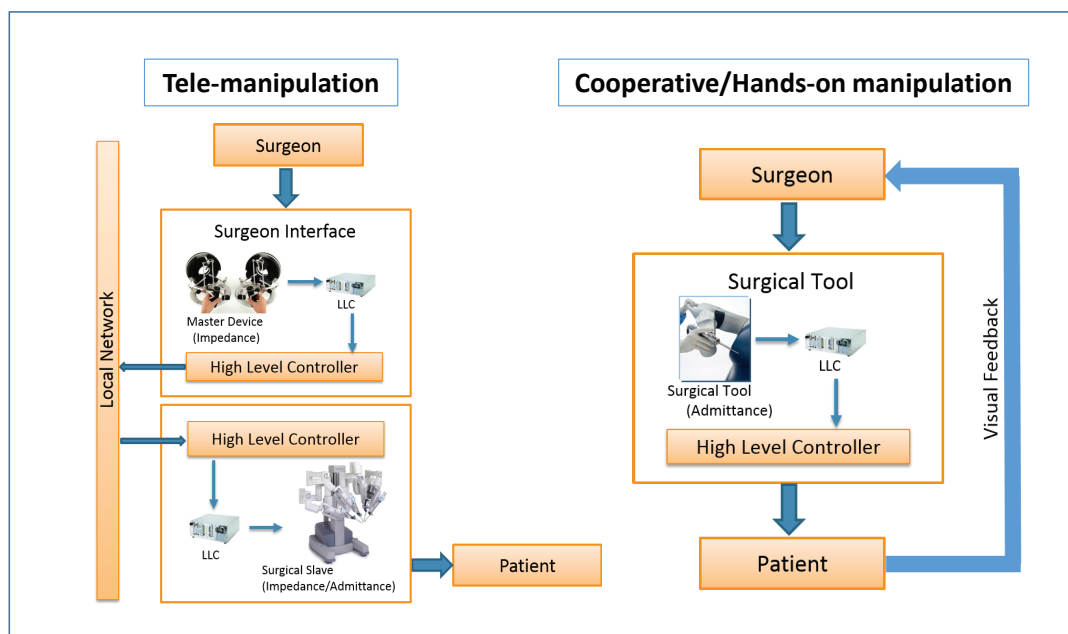 Tele-manipulation
Surgeon
Local Network
Surgeon Interface
LLC
Master Device
(Impedance)
High Level Controller
High Level Controller
LLC
Surgical Slave
(Impedance/Admittance)
Patient
Cooperative/Hands-on manipulation
Surgeon
Surgical Tool
LLC
Surgical Tool
(Admittance)
High Level Controller
Patient
Visual Feedback